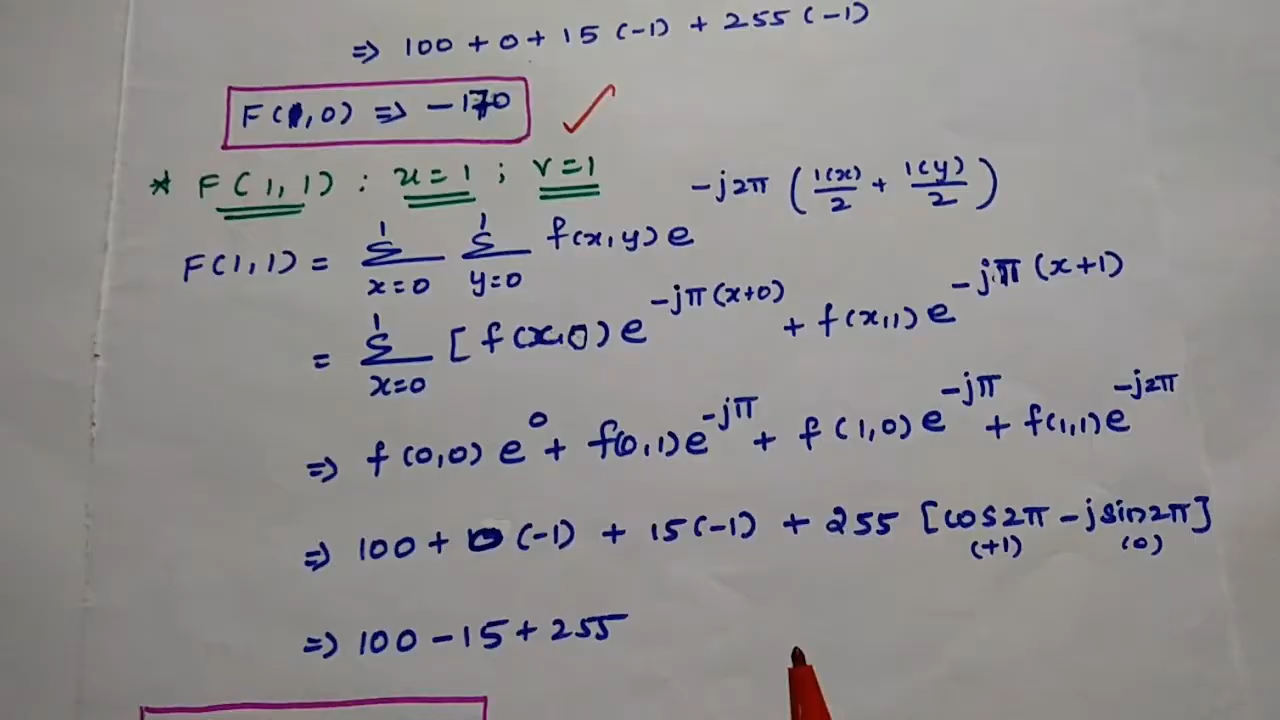 ⇒ 100 + 0 + 15 (-1) + 255 (-1)
F(1,0) ⇒ -170 ✓
* F(1,1) : u=1 ; v=1
F(1,1) = Σ_{x=0}^{1} Σ_{y=0}^{1} f(x,y) e^{-j2π (1(x)/2 + 1(y)/2)}
= Σ_{x=0}^{1} [ f(x,0) e^{-jπ(x+0)} + f(x,1) e^{-jπ(x+1)}
⇒ f(0,0) e^{0} + f(0,1) e^{-jπ} + f(1,0) e^{-jπ} + f(1,1) e^{-j2π}
⇒ 100 + 0 (-1) + 15 (-1) + 255 [cos2π - jsin2π]
(+1) (0)
⇒ 100 - 15 + 255